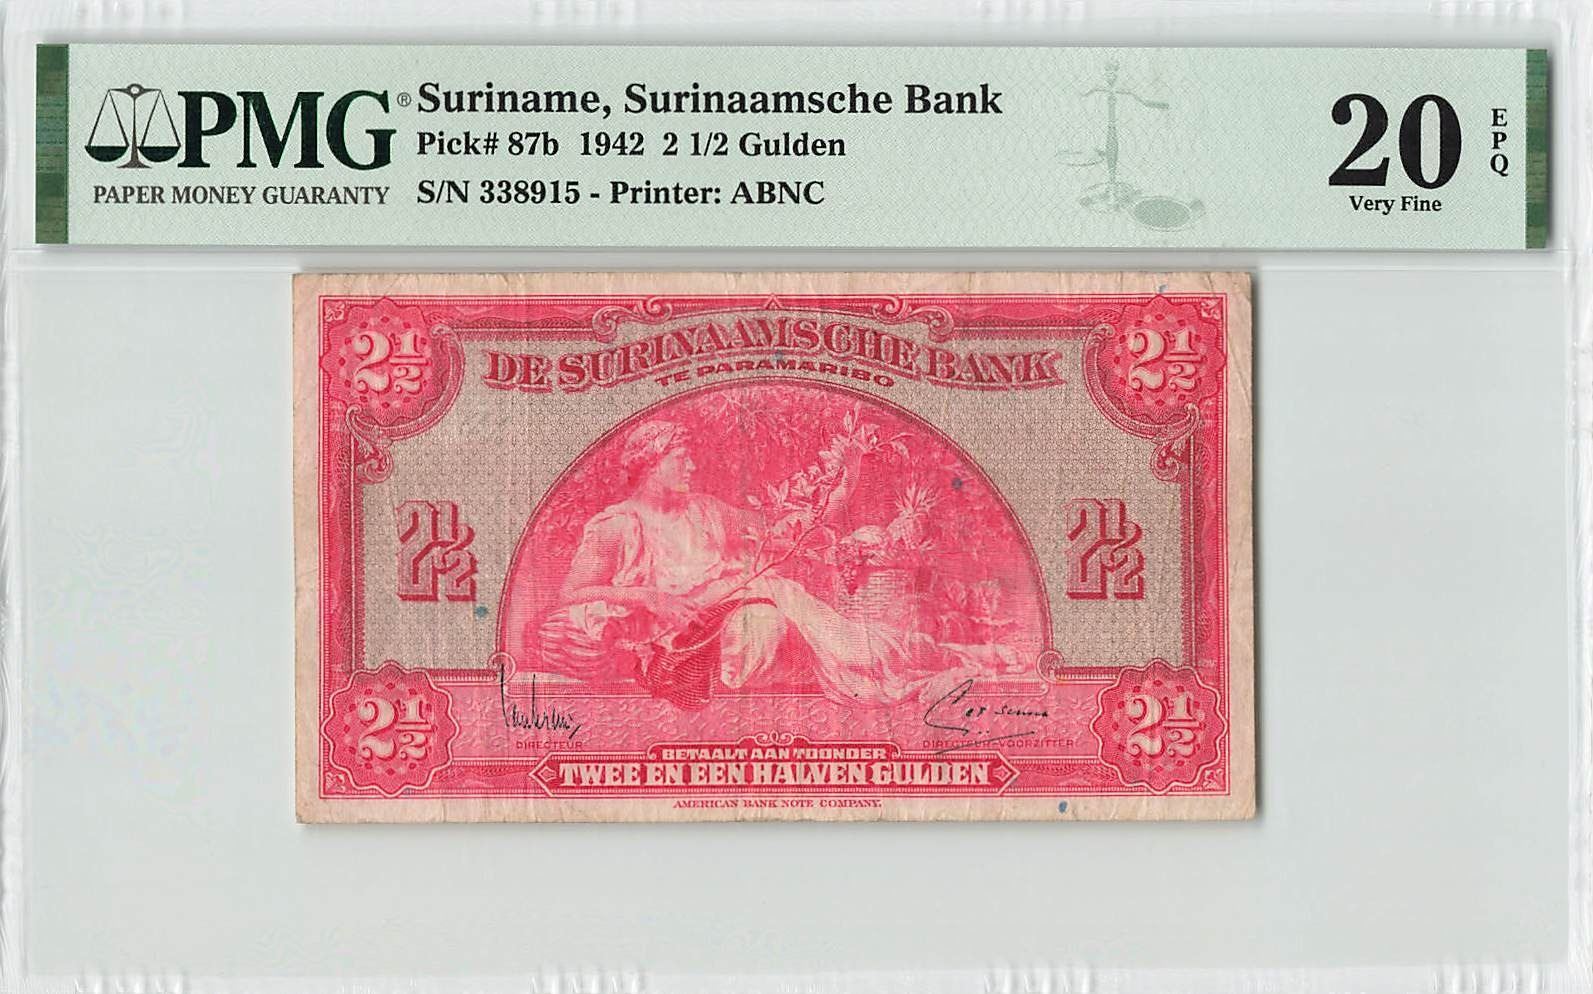 PMG®
PAPER MONEY GUARANTY
Suriname, Surinaamsche Bank
Pick# 87b 1942 2 1/2 Gulden
S/N 338915 - Printer: ABNC
20
EPQ
Very Fine
2½ 2½
DE SURINAAMSCHE BANK
TE PARAMARIBO
2½ 2½
2½ 2½
DIRECTEUR
DIRECTEUR-VOORZITTER
BETAALT AAN TOONDER
TWEE EN EEN HALVEN GULDEN
AMERICAN BANK NOTE COMPANY.